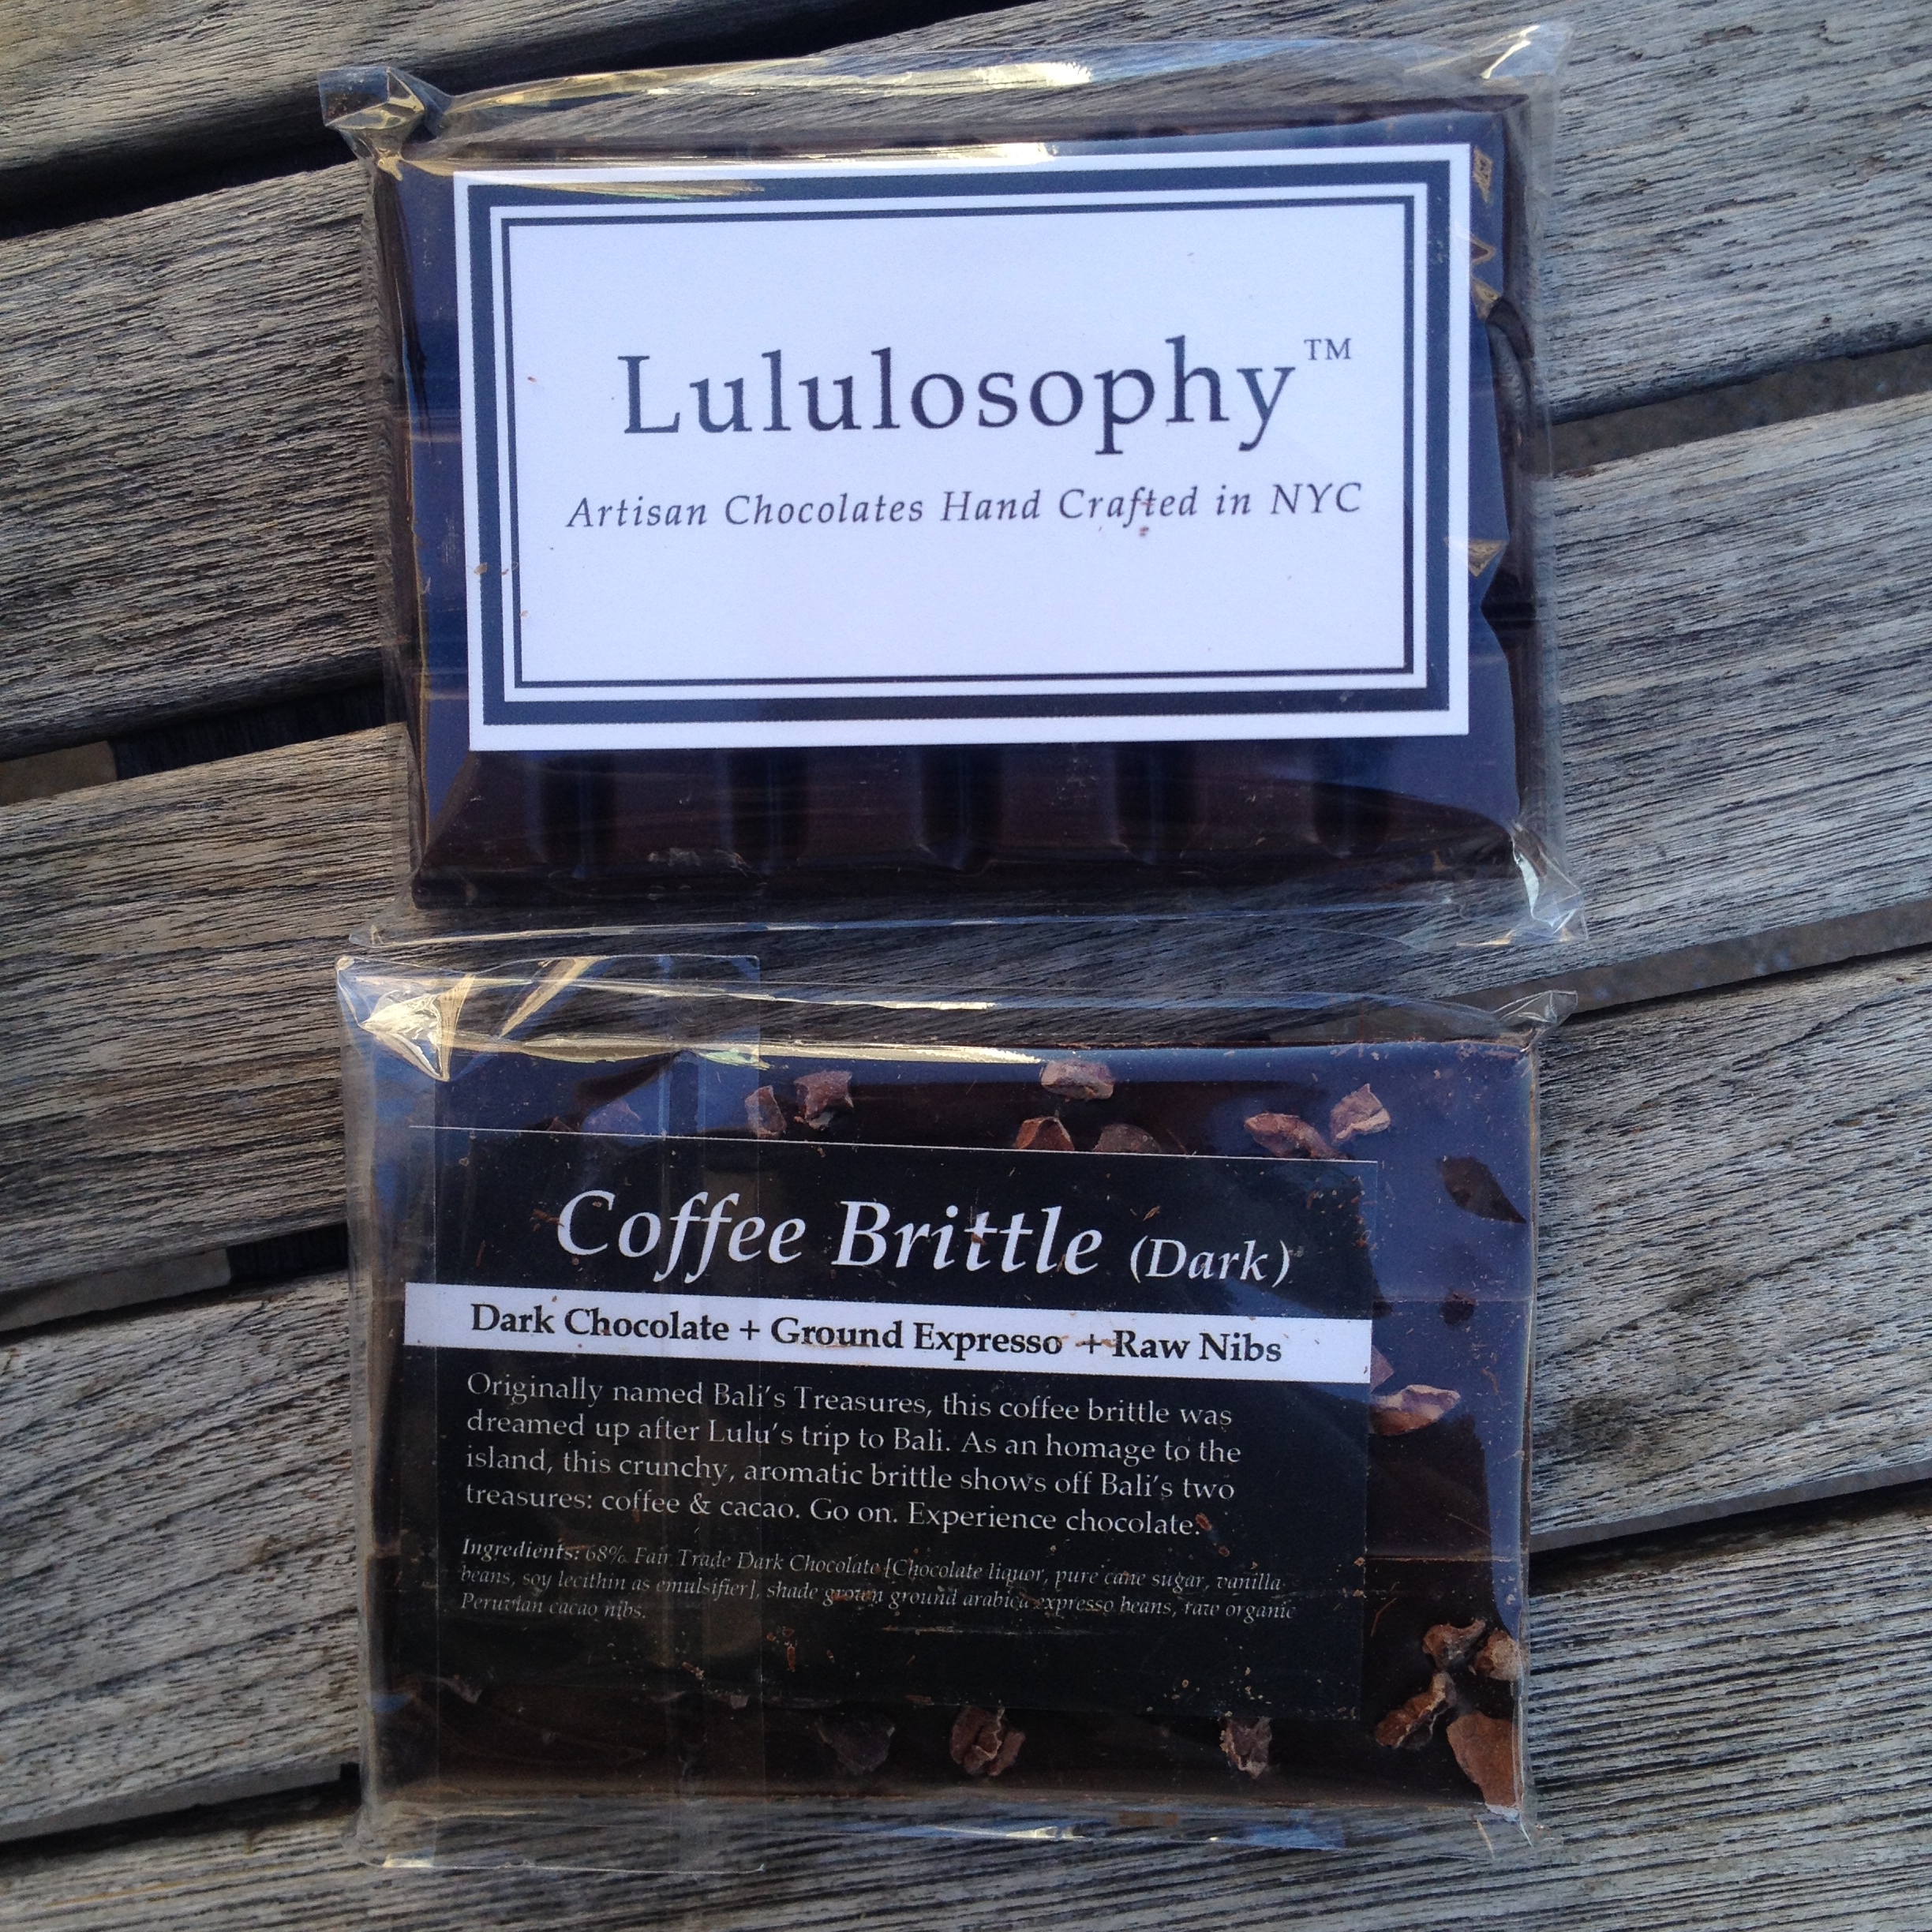 Lululosophy™
Artisan Chocolates Hand Crafted in NYC
Coffee Brittle (Dark)
Dark Chocolate + Ground Expresso + Raw Nibs
Originally named Bali's Treasures, this coffee brittle was
dreamed up after Lulu's trip to Bali. As an homage to the
island, this crunchy, aromatic brittle shows off Bali's two
treasures: coffee & cacao. Go on. Experience chocolate.
Ingredients: 68% Fair Trade Dark Chocolate [Chocolate liquor, pure cane sugar, vanilla
beans, soy lecithin as emulsifier], shade grown ground arabica expresso beans, raw organic
Peruvian cacao nibs.